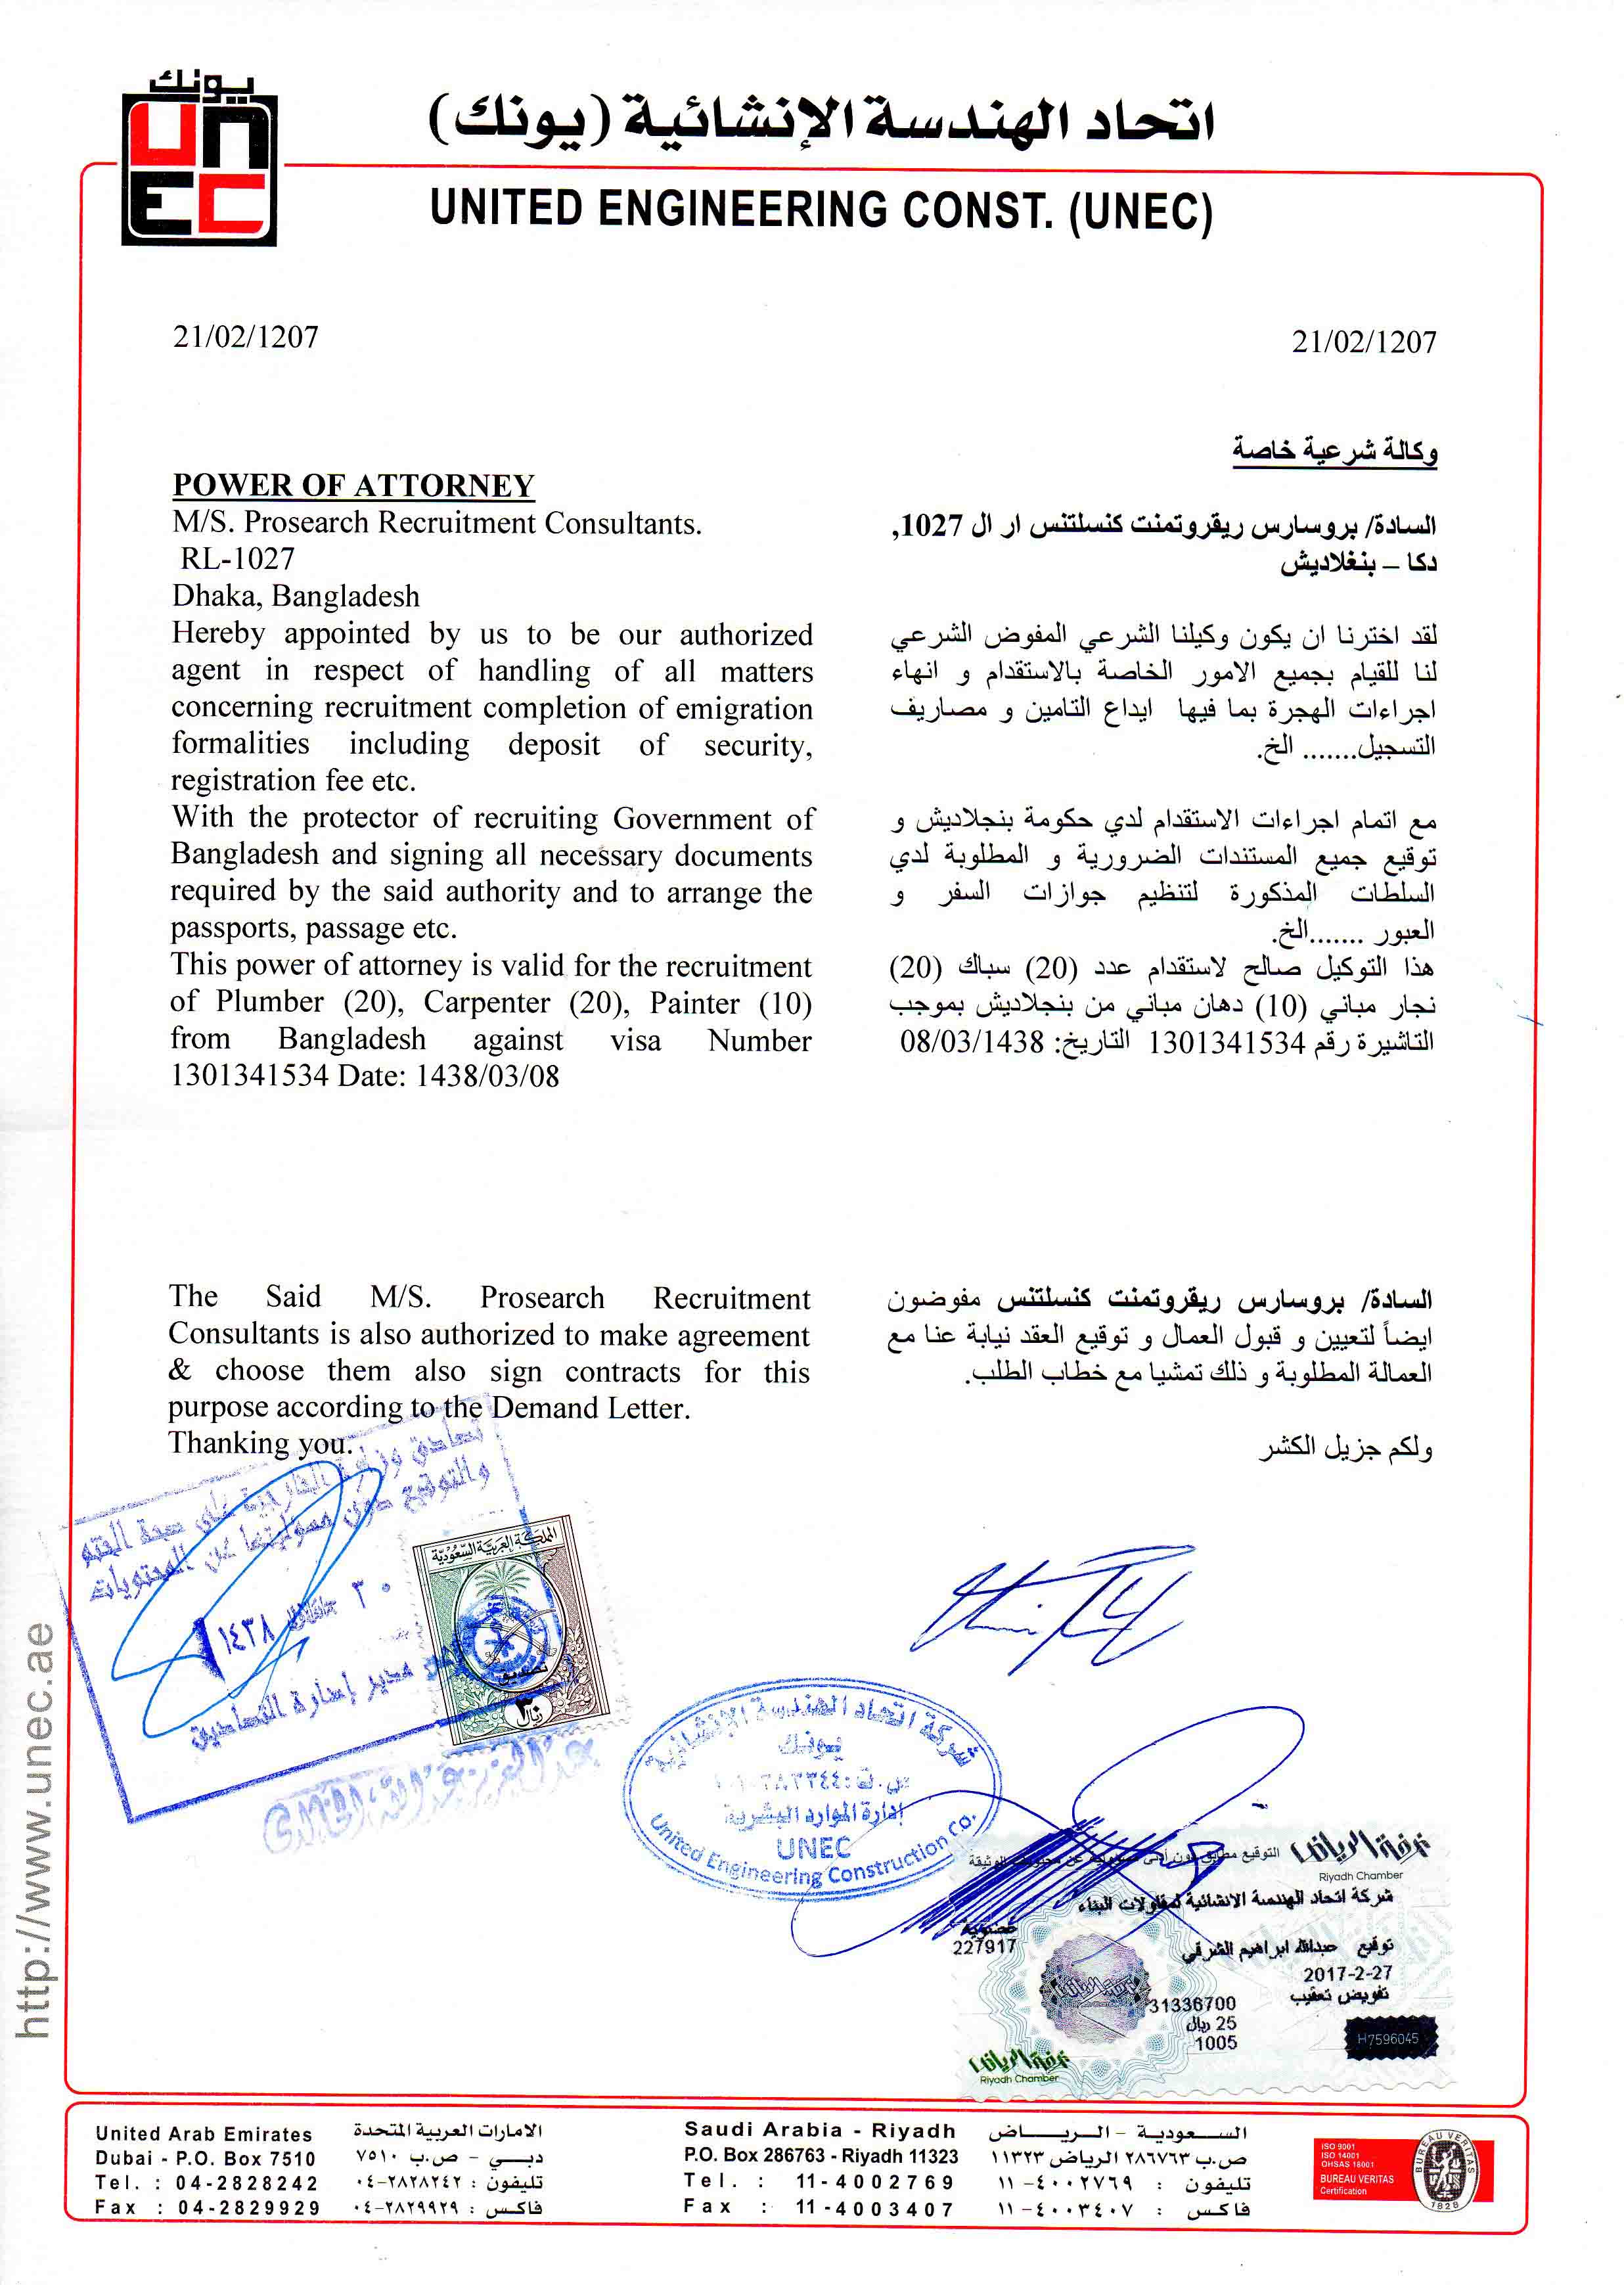 يونك
UNEC
اتحاد الهندسة الإنشائية (يونك)
UNITED ENGINEERING CONST. (UNEC)
21/02/1207
21/02/1207
POWER OF ATTORNEY
M/S. Prosearch Recruitment Consultants.
RL-1027
Dhaka, Bangladesh
Hereby appointed by us to be our authorized
agent in respect of handling of all matters
concerning recruitment completion of emigration
formalities including deposit of security,
registration fee etc.
With the protector of recruiting Government of
Bangladesh and signing all necessary documents
required by the said authority and to arrange the
passports, passage etc.
This power of attorney is valid for the recruitment
of Plumber (20), Carpenter (20), Painter (10)
from Bangladesh against visa Number
1301341534 Date: 1438/03/08
The Said M/S. Prosearch Recruitment
Consultants is also authorized to make agreement
& choose them also sign contracts for this
purpose according to the Demand Letter.
Thanking you.
وكالة شرعية خاصة
السادة/ بروسارس ريقروتمنت كنسلتنس ار ال 1027,
دكا – بنغلاديش
لقد اخترنا ان يكون وكيلنا الشرعي المفوض الشرعي
لنا للقيام بجميع الامور الخاصة بالاستقدام و انهاء
اجراءات الهجرة بما فيها ايداع التامين و مصاريف
التسجيل....... الخ.
مع اتمام اجراءات الاستقدام لدي حكومة بنجلاديش و
توقيع جميع المستندات الضرورية و المطلوبة لدي
السلطات المذكورة لتنظيم جوازات السفر و
العبور .......الخ.
هذا التوكيل صالح لاستقدام عدد (20) سباك (20)
نجار مباني (10) دهان مباني من بنجلاديش بموجب
التاشيرة رقم 1301341534 التاريخ: 08/03/1438
السادة/ بروسارس ريقروتمنت كنسلتنس مفوضون
ايضاً لتعيين و قبول العمال و توقيع العقد نيابة عنا مع
العمالة المطلوبة و ذلك تمشيا مع خطاب الطلب.
ولكم جزيل الكشر
تصادق وزارة الخارجية على صحة الختم
والتوقيع دون مسوليتها عن المحتويات
٣٠ ١٤٣٨
مدير إدارة التصاديق
المملكة العربية السعودية
تصديق
٣٠ ريال
شركة اتحاد الهندسة الإنشائية
يونك
إدارة الموارد البشرية
UNEC
United Engineering Construction Co.
غرفة الرياض
Riyadh Chamber
شركة اتحاد الهندسة الانشائية لمقاولات البناء
عضوية
227917
توقيع عبدالله ابراهيم الشرقي
2017-2-27
تفويض تعقيب
31336700
25 ريال
1005
H7596045
غرفة الرياض
Riyadh Chamber
http://www.unec.ae
United Arab Emirates
Dubai - P.O. Box 7510
Tel. : 04-2828242
Fax : 04-2829929
الامارات العربية المتحدة
دبـي - ص.ب ٧٥١٠
تليفون : ٢٨٢٨٢٤٢-٠٤
فاكس : ٢٨٢٩٩٢٩-٠٤
Saudi Arabia - Riyadh
P.O. Box 286763 - Riyadh 11323
Tel : 11-4002769
Fax : 11-4003407
السـعوديـة - الـريـاض
ص.ب ٢٨٦٧٦٣ الرياض ١١٣٢٣
تليفون : ٤٠٠٢٧٦٩- ١١
فاكس : ٤٠٠٣٤٠٧- ١١
ISO 9001
ISO 14001
OHSAS 18001
BUREAU VERITAS
Certification
BUREAU VERITAS
1828